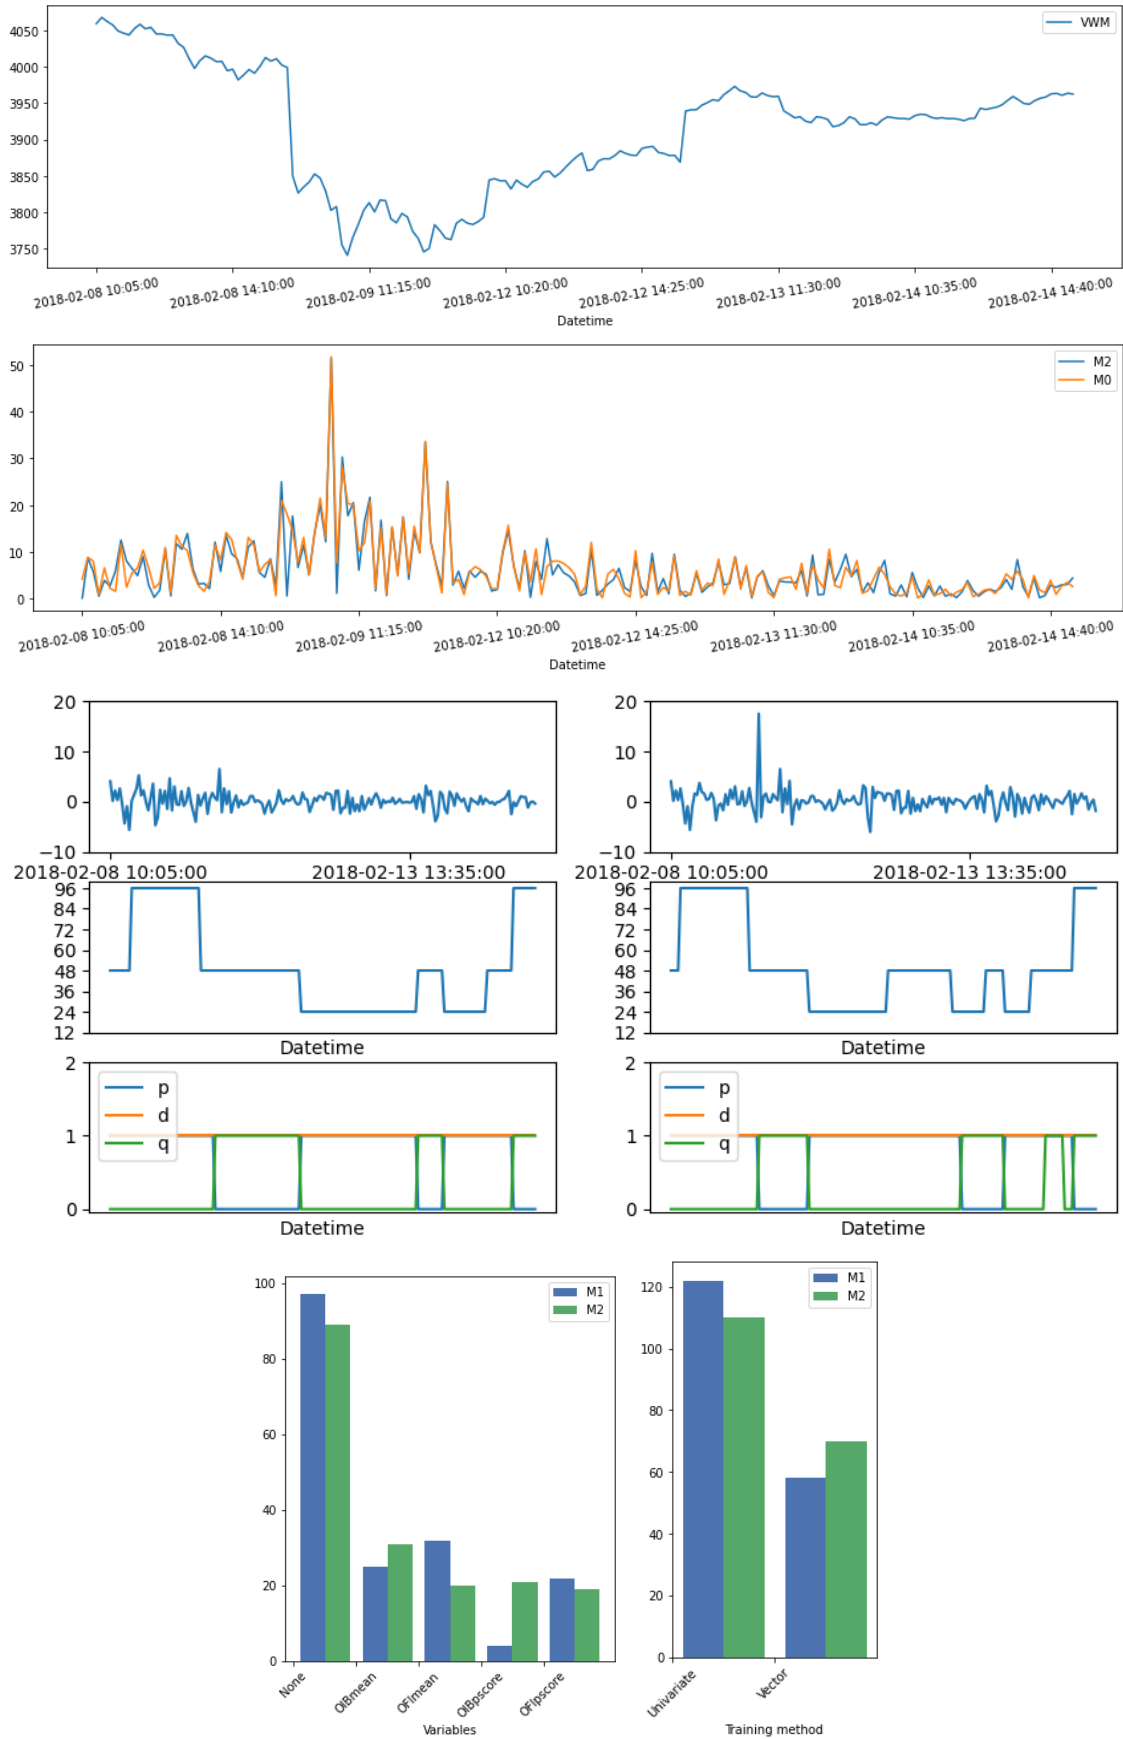 VWM
4050
4000
3950
3900
3850
3800
3750
2018-02-08 10:05:00 2018-02-08 14:10:00 2018-02-09 11:15:00 2018-02-12 10:20:00 2018-02-12 14:25:00 2018-02-13 11:30:00 2018-02-14 10:35:00 2018-02-14 14:40:00
Datetime
M2
M0
50
40
30
20
10
0
2018-02-08 10:05:00 2018-02-08 14:10:00 2018-02-09 11:15:00 2018-02-12 10:20:00 2018-02-12 14:25:00 2018-02-13 11:30:00 2018-02-14 10:35:00 2018-02-14 14:40:00
Datetime
20
10
0
−10
2018-02-08 10:05:00 2018-02-13 13:35:00
96
84
72
60
48
36
24
12
Datetime
2
1
0
p
d
q
Datetime
20
10
0
−10
2018-02-08 10:05:00 2018-02-13 13:35:00
96
84
72
60
48
36
24
12
Datetime
2
1
0
p
d
q
Datetime
M1
M2
100
80
60
40
20
0
None OIBmean OFImean OIBpscore OFIpscore
Variables
M1
M2
120
100
80
60
40
20
0
Univariate Vector
Training method